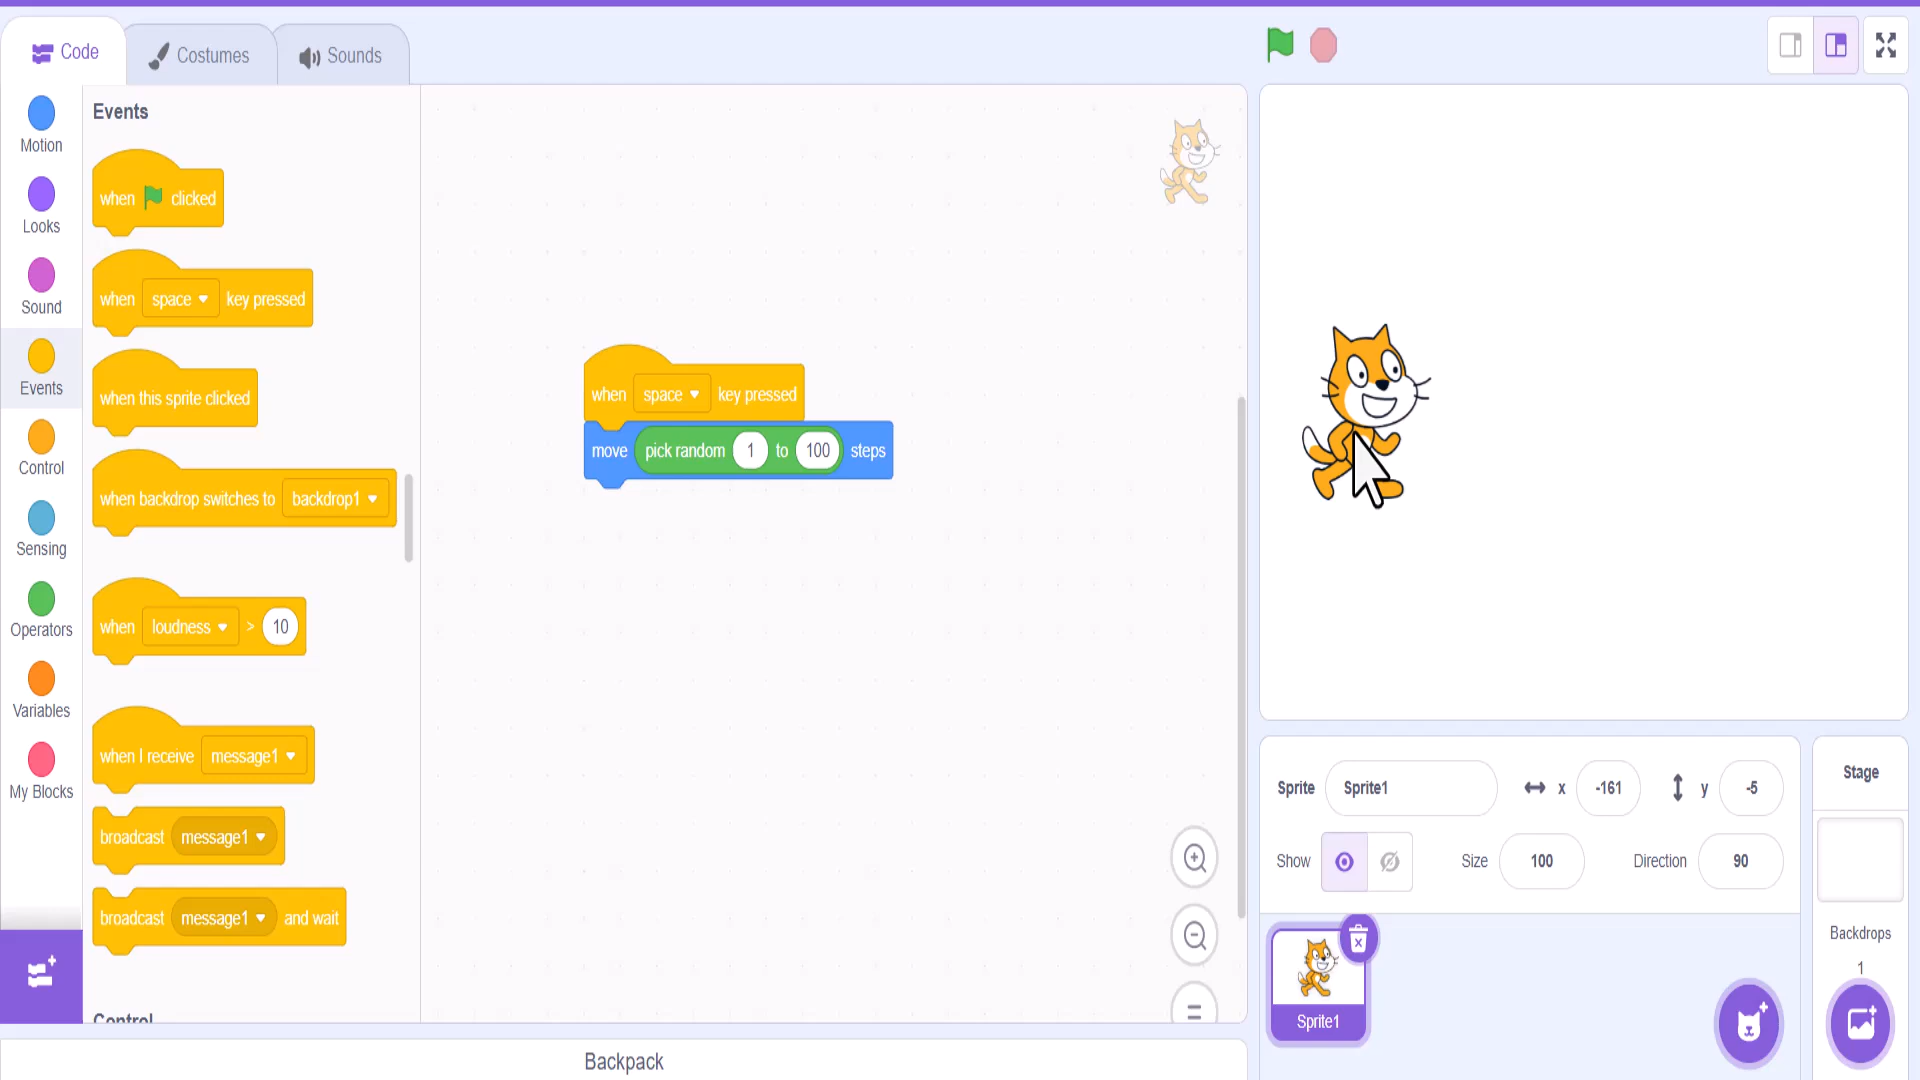 Code
Costumes
Sounds
Motion
Looks
Sound
Events
Control
Sensing
Operators
Variables
My Blocks
Events
when clicked
when space key pressed
when this sprite clicked
when backdrop switches to backdrop1
when loudness > 10
when I receive message1
broadcast message1
broadcast message1 and wait
Control
when space key pressed
move pick random 1 to 100 steps
Backpack
Sprite Sprite1 x -161 y -5
Show Size 100 Direction 90
Sprite1
Stage
Backdrops
1